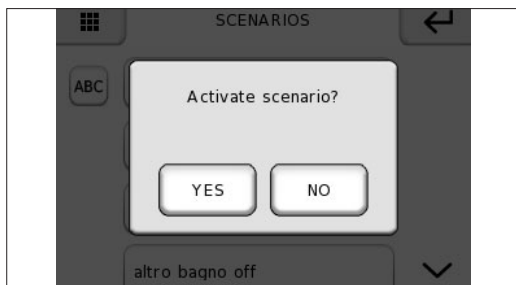 SCENARIOS
ABC
Activate scenario?
YES NO
altro bagno off